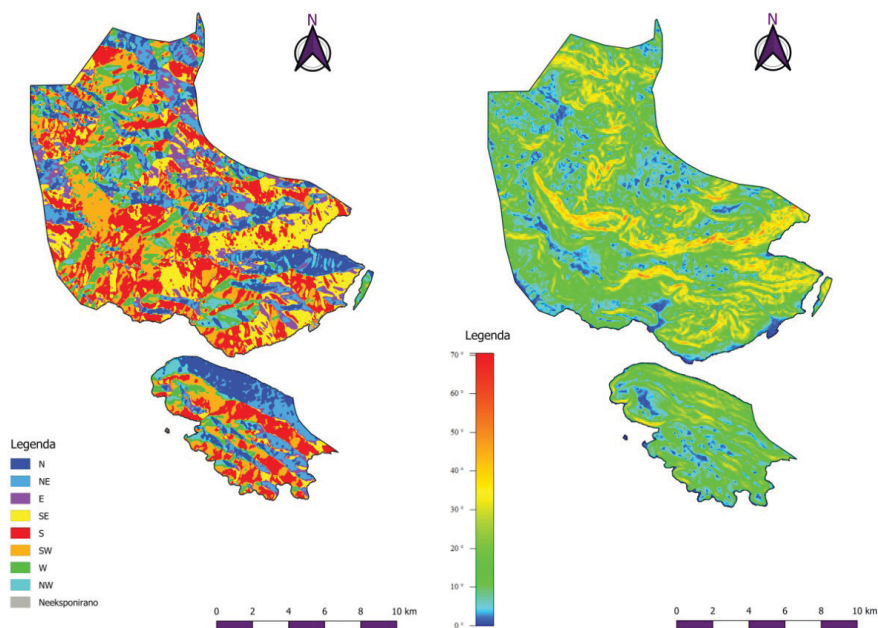 N
N
Legenda
N
NE
E
SE
S
SW
W
NW
Neeksponirano
0 2 4 6 8 10 km
Legenda
70 °
60 °
50 °
40 °
30 °
20 °
10 °
0 °
0 2 4 6 8 10 km